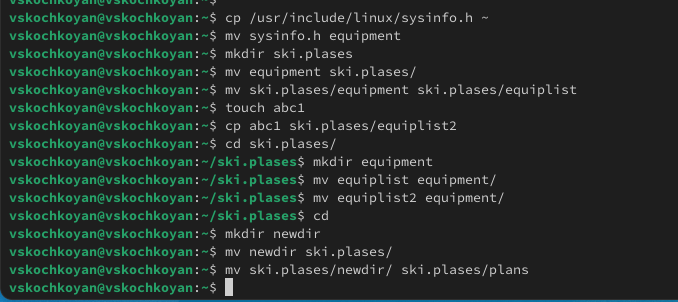 vskochkoyan@vskochkoyan:~$ cp /usr/include/linux/sysinfo.h ~
vskochkoyan@vskochkoyan:~$ mv sysinfo.h equipment
vskochkoyan@vskochkoyan:~$ mkdir ski.plases
vskochkoyan@vskochkoyan:~$ mv equipment ski.plases/
vskochkoyan@vskochkoyan:~$ mv ski.plases/equipment ski.plases/equiplist
vskochkoyan@vskochkoyan:~$ touch abc1
vskochkoyan@vskochkoyan:~$ cp abc1 ski.plases/equiplist2
vskochkoyan@vskochkoyan:~$ cd ski.plases/
vskochkoyan@vskochkoyan:~/ski.plases$ mkdir equipment
vskochkoyan@vskochkoyan:~/ski.plases$ mv equiplist equipment/
vskochkoyan@vskochkoyan:~/ski.plases$ mv equiplist2 equipment/
vskochkoyan@vskochkoyan:~/ski.plases$ cd
vskochkoyan@vskochkoyan:~$ mkdir newdir
vskochkoyan@vskochkoyan:~$ mv newdir ski.plases/
vskochkoyan@vskochkoyan:~$ mv ski.plases/newdir/ ski.plases/plans
vskochkoyan@vskochkoyan:~$